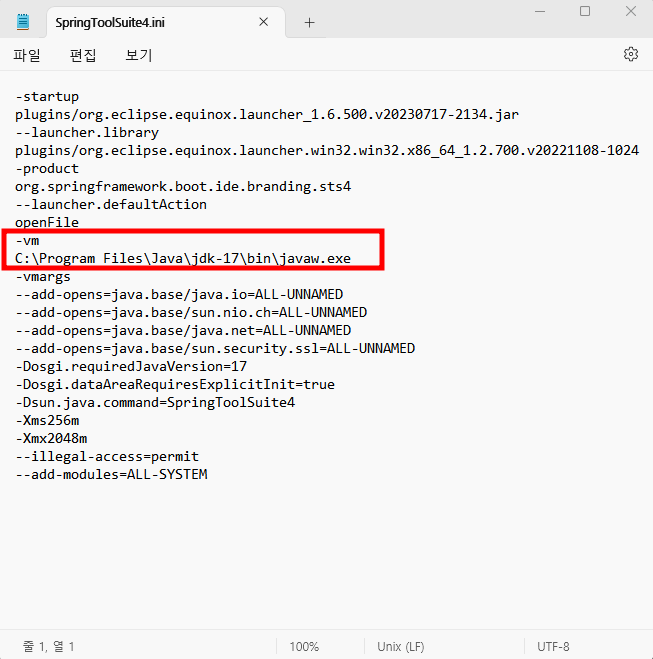 SpringToolSuite4.ini
파일 편집 보기
-startup
plugins/org.eclipse.equinox.launcher_1.6.500.v20230717-2134.jar
--launcher.library
plugins/org.eclipse.equinox.launcher.win32.win32.x86_64_1.2.700.v20221108-1024
-product
org.springframework.boot.ide.branding.sts4
--launcher.defaultAction
openFile
-vm
C:\Program Files\Java\jdk-17\bin\javaw.exe
-vmargs
--add-opens=java.base/java.io=ALL-UNNAMED
--add-opens=java.base/sun.nio.ch=ALL-UNNAMED
--add-opens=java.base/java.net=ALL-UNNAMED
--add-opens=java.base/sun.security.ssl=ALL-UNNAMED
-Dosgi.requiredJavaVersion=17
-Dosgi.dataAreaRequiresExplicitInit=true
-Dsun.java.command=SpringToolSuite4
-Xms256m
-Xmx2048m
--illegal-access=permit
--add-modules=ALL-SYSTEM
줄 1, 열 1 100% Unix (LF) UTF-8